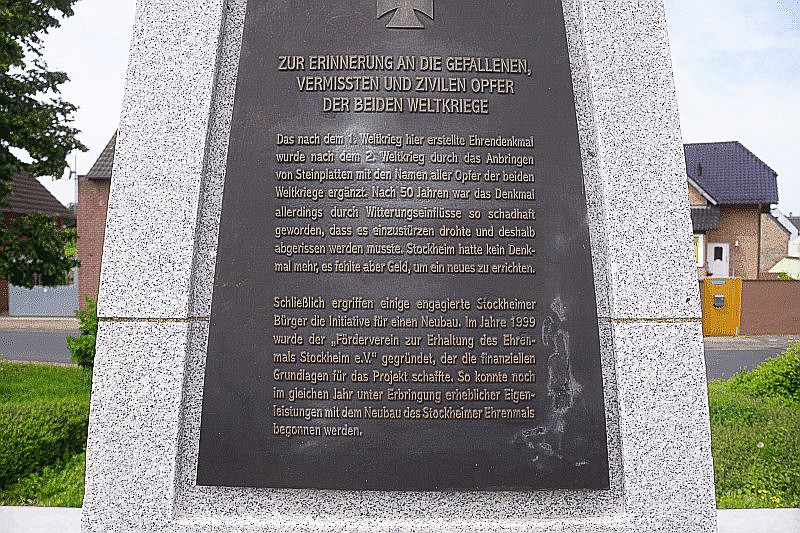 ZUR ERINNERUNG AN DIE GEFALLENEN,
VERMISSTEN UND ZIVILEN OPFER
DER BEIDEN WELTKRIEGE
Das nach dem 1. Weltkrieg hier erstellte Ehrendenkmal
wurde nach dem 2. Weltkrieg durch das Anbringen
von Steinplatten mit den Namen aller Opfer der beiden
Weltkriege ergänzt. Nach 50 Jahren war das Denkmal
allerdings durch Witterungseinflüsse so schadhaft
geworden, dass es einzustürzen drohte und deshalb
abgerissen werden musste. Stockheim hatte kein Denk-
mal mehr, es fehlte aber Geld, um ein neues zu errichten.
Schließlich ergriffen einige engagierte Stockheimer
Bürger die Initiative für einen Neubau. Im Jahre 1999
wurde der „Förderverein zur Erhaltung des Ehren-
mals Stockheim e.V.“ gegründet, der die finanziellen
Grundlagen für das Projekt schaffte. So konnte noch
im gleichen Jahr unter Erbringung erheblicher Eigen-
leistungen mit dem Neubau des Stockheimer Ehrenmals
begonnen werden.